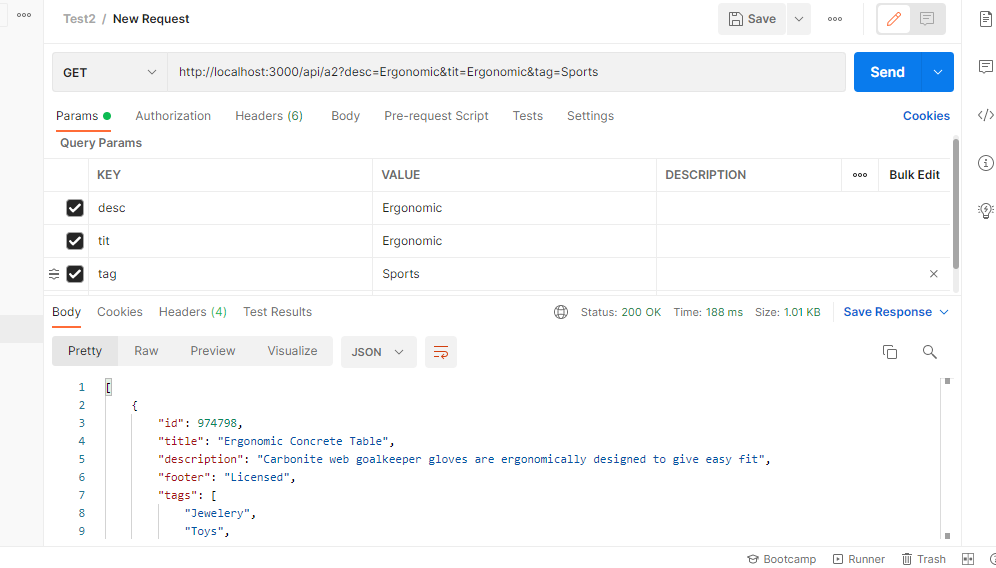 Test2 / New Request Save
GET http://localhost:3000/api/a2?desc=Ergonomic&tit=Ergonomic&tag=Sports Send
Params Authorization Headers (6) Body Pre-request Script Tests Settings Cookies
Query Params
KEY VALUE DESCRIPTION Bulk Edit
desc Ergonomic
tit Ergonomic
tag Sports
Body Cookies Headers (4) Test Results Status: 200 OK Time: 188 ms Size: 1.01 KB Save Response
Pretty Raw Preview Visualize JSON
1 [
2 {
3 "id": 974798,
4 "title": "Ergonomic Concrete Table",
5 "description": "Carbonite web goalkeeper gloves are ergonomically designed to give easy fit",
6 "footer": "Licensed",
7 "tags": [
8 "Jewelery",
9 "Toys",
Bootcamp Runner Trash